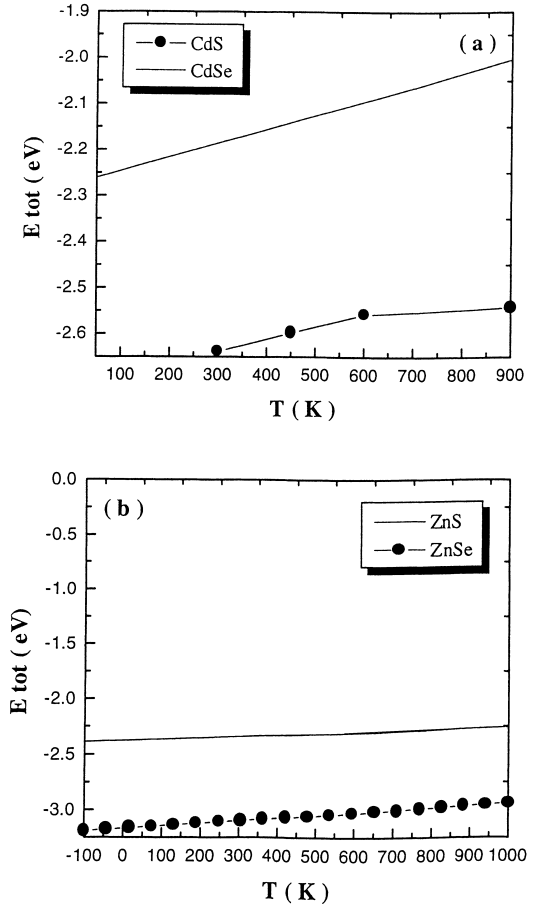 -1.9
(a)
CdS
CdSe
-2.0
-2.1
-2.2
-2.3
-2.4
-2.5
-2.6
E tot ( eV)
100 200 300 400 500 600 700 800 900
T ( K )
0.0
(b)
ZnS
ZnSe
-0.5
-1.0
-1.5
-2.0
-2.5
-3.0
E tot ( eV)
-100 0 100 200 300 400 500 600 700 800 900 1000
T ( K )